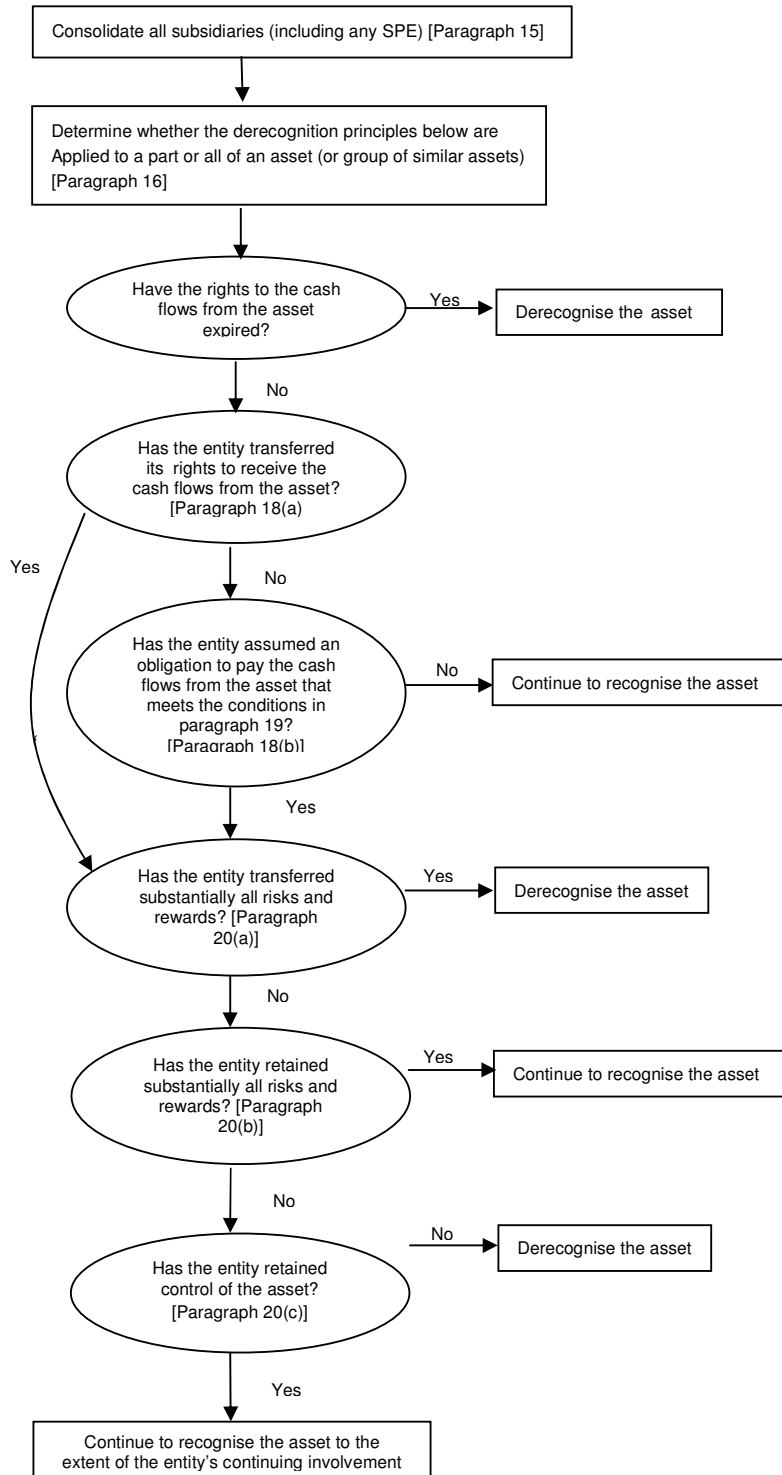 Consolidate all subsidiaries (including any SPE) [Paragraph 15]
Determine whether the derecognition principles below are
Applied to a part or all of an asset (or group of similar assets)
[Paragraph 16]
Have the rights to the cash
flows from the asset
expired?
Yes
Derecognise the asset
No
Has the entity transferred
its rights to receive the
cash flows from the asset?
[Paragraph 18(a)
Yes
No
Has the entity assumed an
obligation to pay the cash
flows from the asset that
meets the conditions in
paragraph 19?
[Paragraph 18(b)]
No
Continue to recognise the asset
Yes
Has the entity transferred
substantially all risks and
rewards? [Paragraph
20(a)]
Yes
Derecognise the asset
No
Has the entity retained
substantially all risks and
rewards? [Paragraph
20(b)]
Yes
Continue to recognise the asset
No
Has the entity retained
control of the asset?
[Paragraph 20(c)]
No
Derecognise the asset
Yes
Continue to recognise the asset to the
extent of the entity's continuing involvement